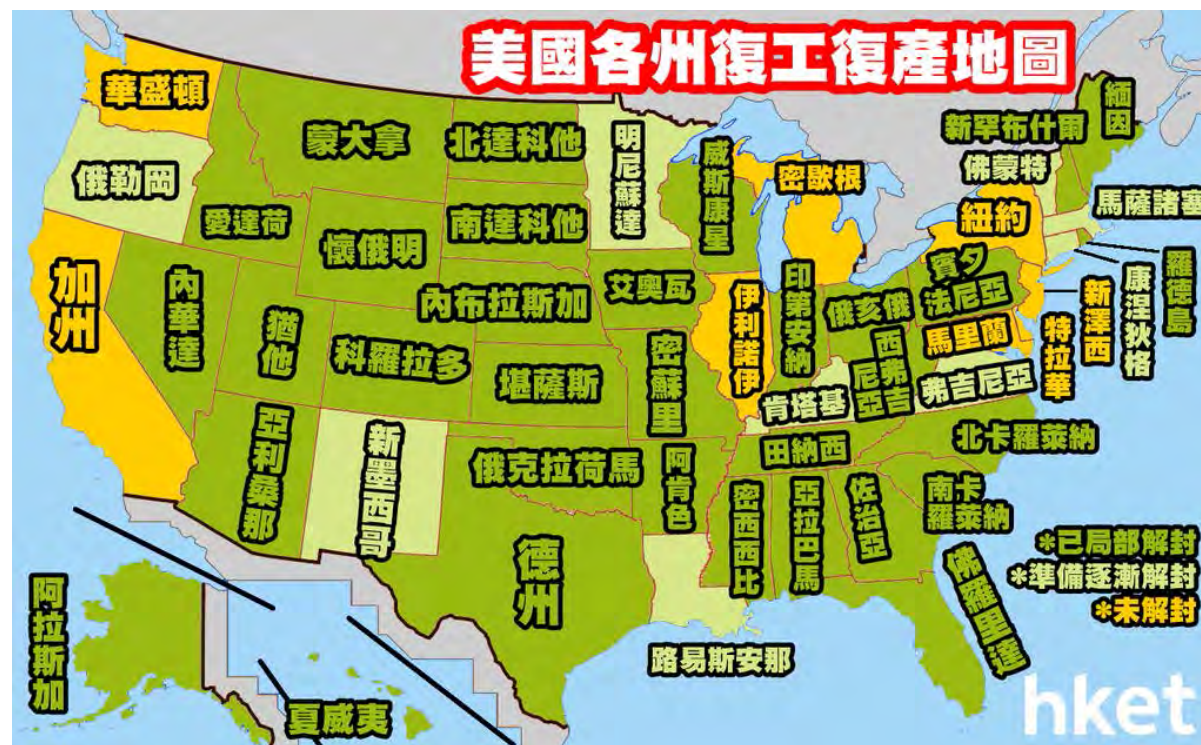 美國各州復工復產地圖
華盛頓
俄勒岡
加州
內華達
愛達荷
蒙大拿
懷俄明
猶他
科羅拉多
亞利桑那
新墨西哥
北達科他
南達科他
內布拉斯加
堪薩斯
俄克拉荷馬
德州
明尼蘇達
艾奧瓦
密蘇里
阿肯色
路易斯安那
威斯康星
伊利諾伊
密歇根
印第安納
俄亥俄
肯塔基
田納西
密西西比
亞拉巴馬
佐治亞
佛羅里達
南卡
羅萊納
北卡羅萊納
西弗吉
尼亞
弗吉尼亞
馬里蘭
賓夕
法尼亞
紐約
佛蒙特
新罕布什爾
緬因
馬薩諸塞
羅德島
康涅狄格
新澤西
特拉華
阿拉斯加
夏威夷
*已局部解封
*準備逐漸解封
*未解封
hket